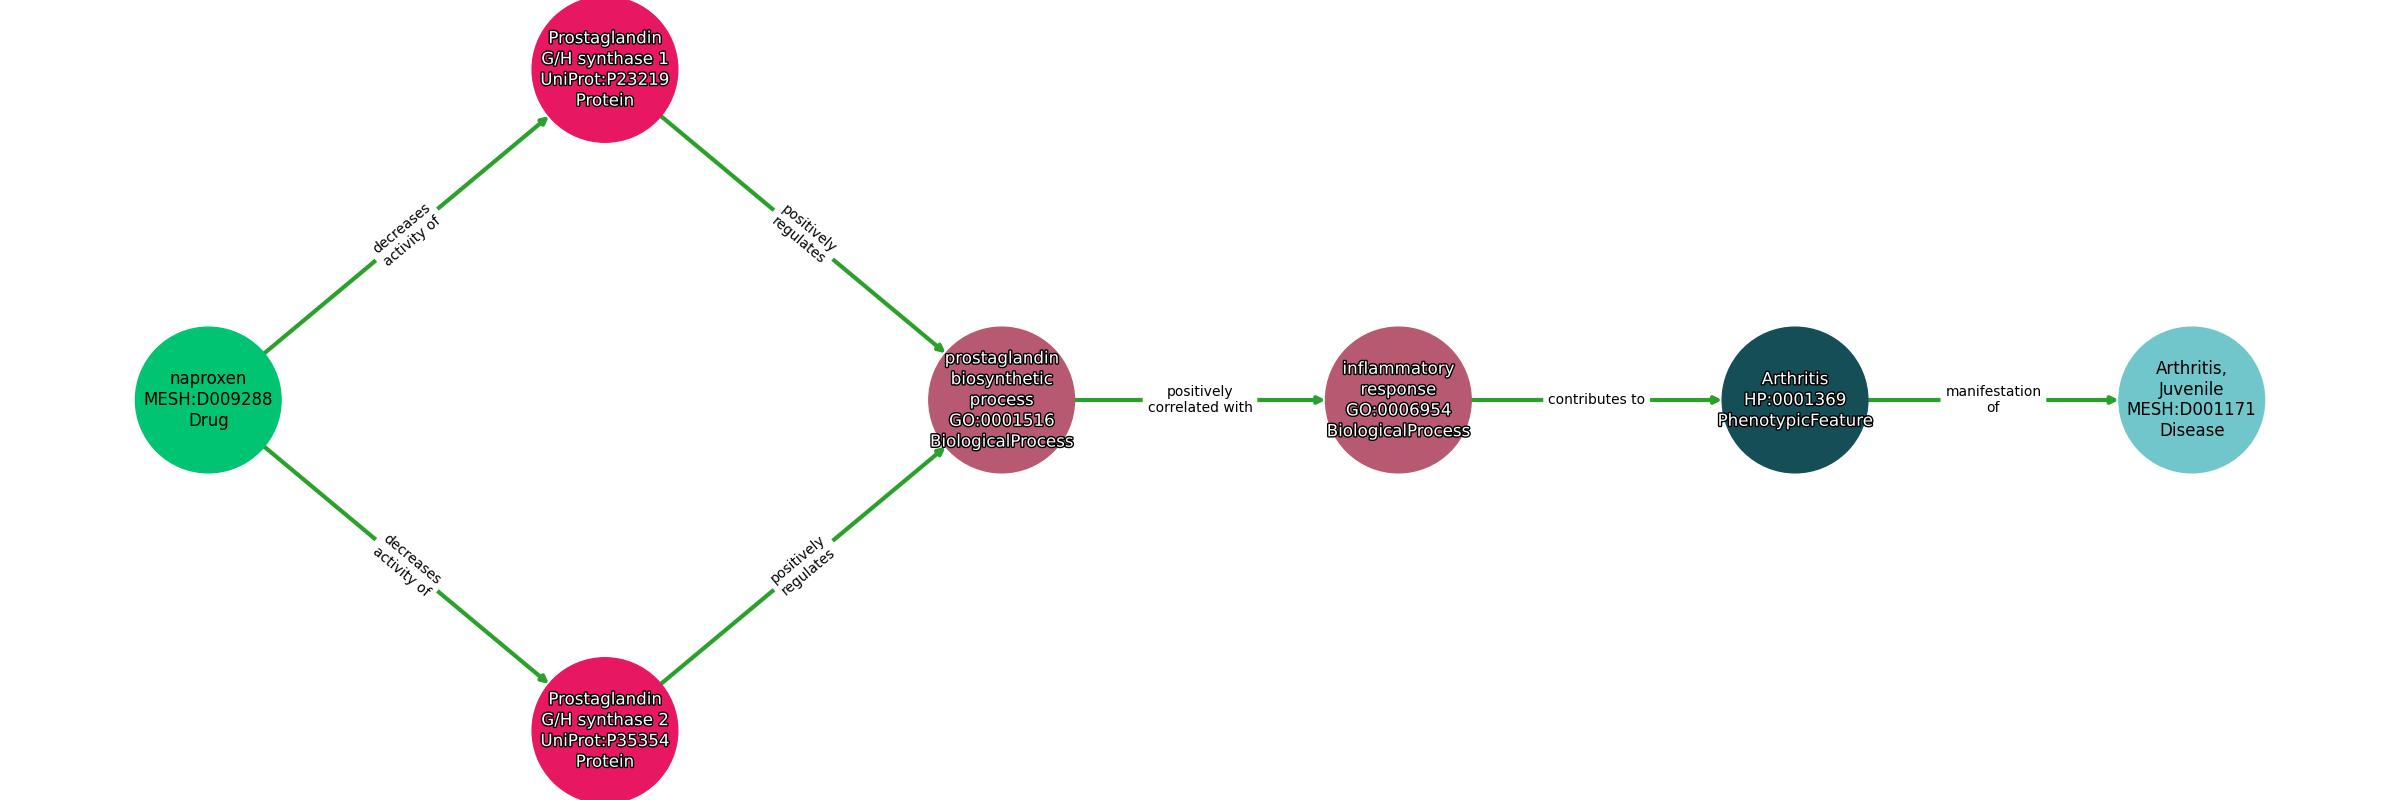 Prostaglandin
G/H synthase 1
UniProt:P23219
Protein
decreases
activity of
positively
regulates
naproxen
MESH:D009288
Drug
prostaglandin
biosynthetic
process
GO:0001516
BiologicalProcess
positively
correlated with
inflammatory
response
GO:0006954
BiologicalProcess
contributes to
Arthritis
HP:0001369
PhenotypicFeature
manifestation
of
Arthritis,
Juvenile
MESH:D001171
Disease
decreases
activity of
positively
regulates
Prostaglandin
G/H synthase 2
UniProt:P35354
Protein